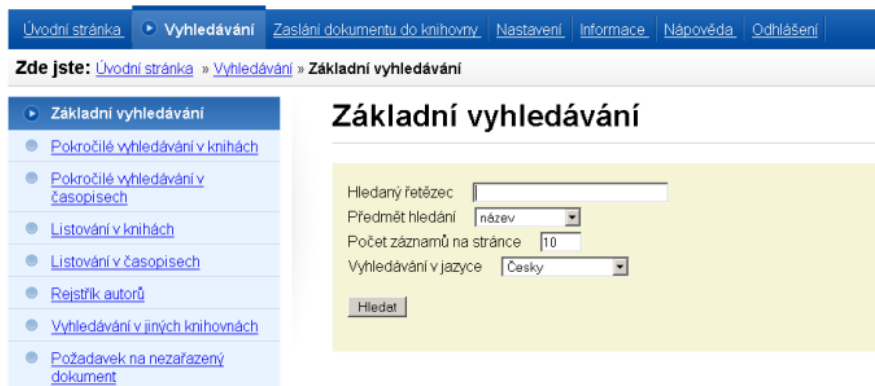 Úvodní stránka Vyhledávání Zaslání dokumentu do knihovny Nastavení Informace Nápověda Odhlášení
Zde jste: Úvodní stránka » Vyhledávání » Základní vyhledávání
Základní vyhledávání
Pokročilé vyhledávání v knihách
Pokročilé vyhledávání v
časopisech
Listování v knihách
Listování v časopisech
Rejstřík autorů
Vyhledávání v jiných knihovnách
Požadavek na nezařazený
dokument
Základní vyhledávání
Hledaný řetězec
Předmět hledání název
Počet záznamů na stránce 10
Vyhledávání v jazyce Česky
Hledat